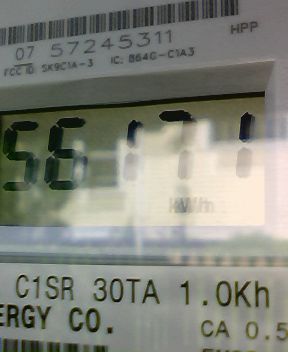 07 57245311
HPP
FCC ID: SK9C1A-3 IC: 864G-C1A3
56171
kWh
C1SR 30TA 1.0Kh
ERGY CO.
CA 0.5